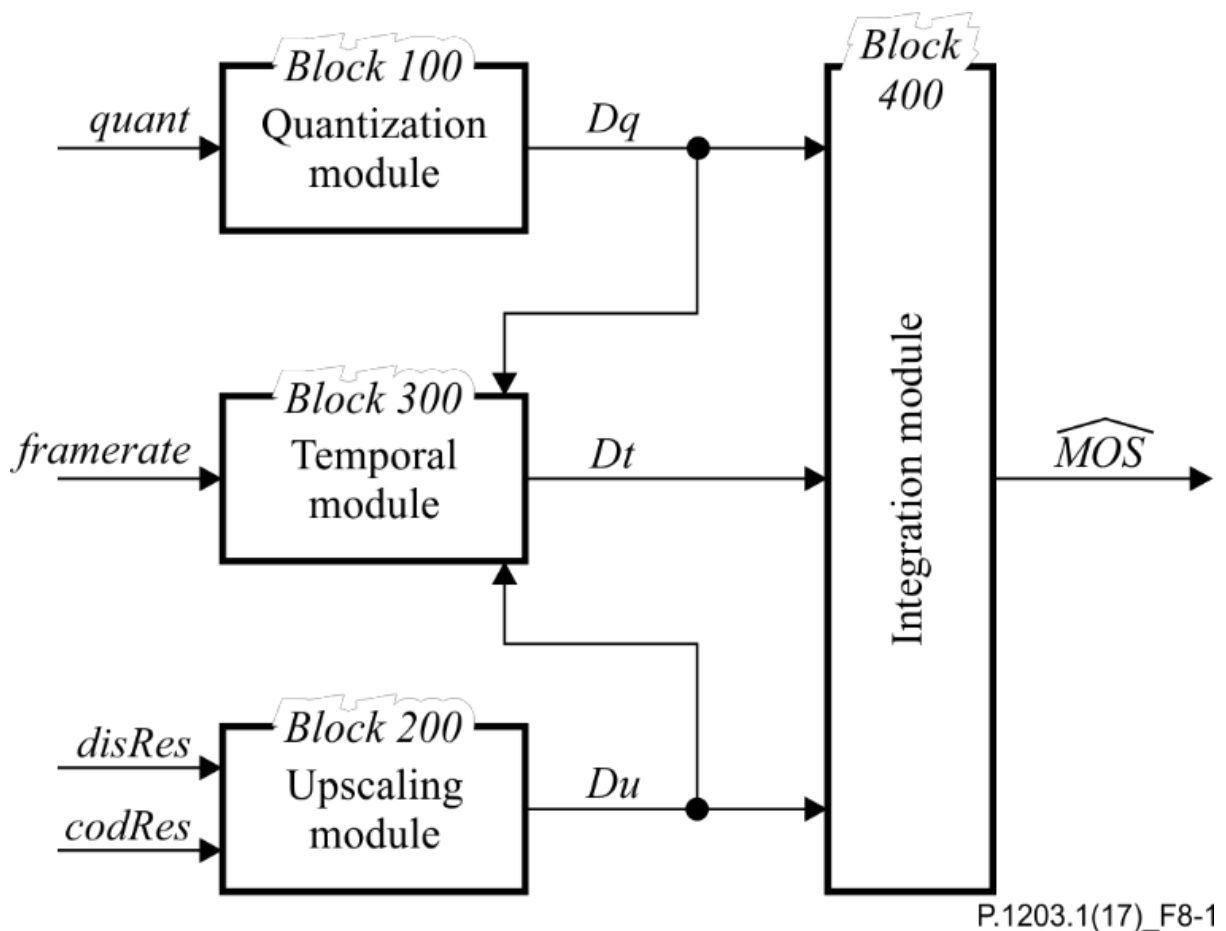 Block 100
quant
Quantization
module
Dq
Block
400
Block 300
framerate
Temporal
module
Dt
Integration module
MOS
Block 200
disRes
codRes
Upscaling
module
Du
P.1203.1(17)_F8-1